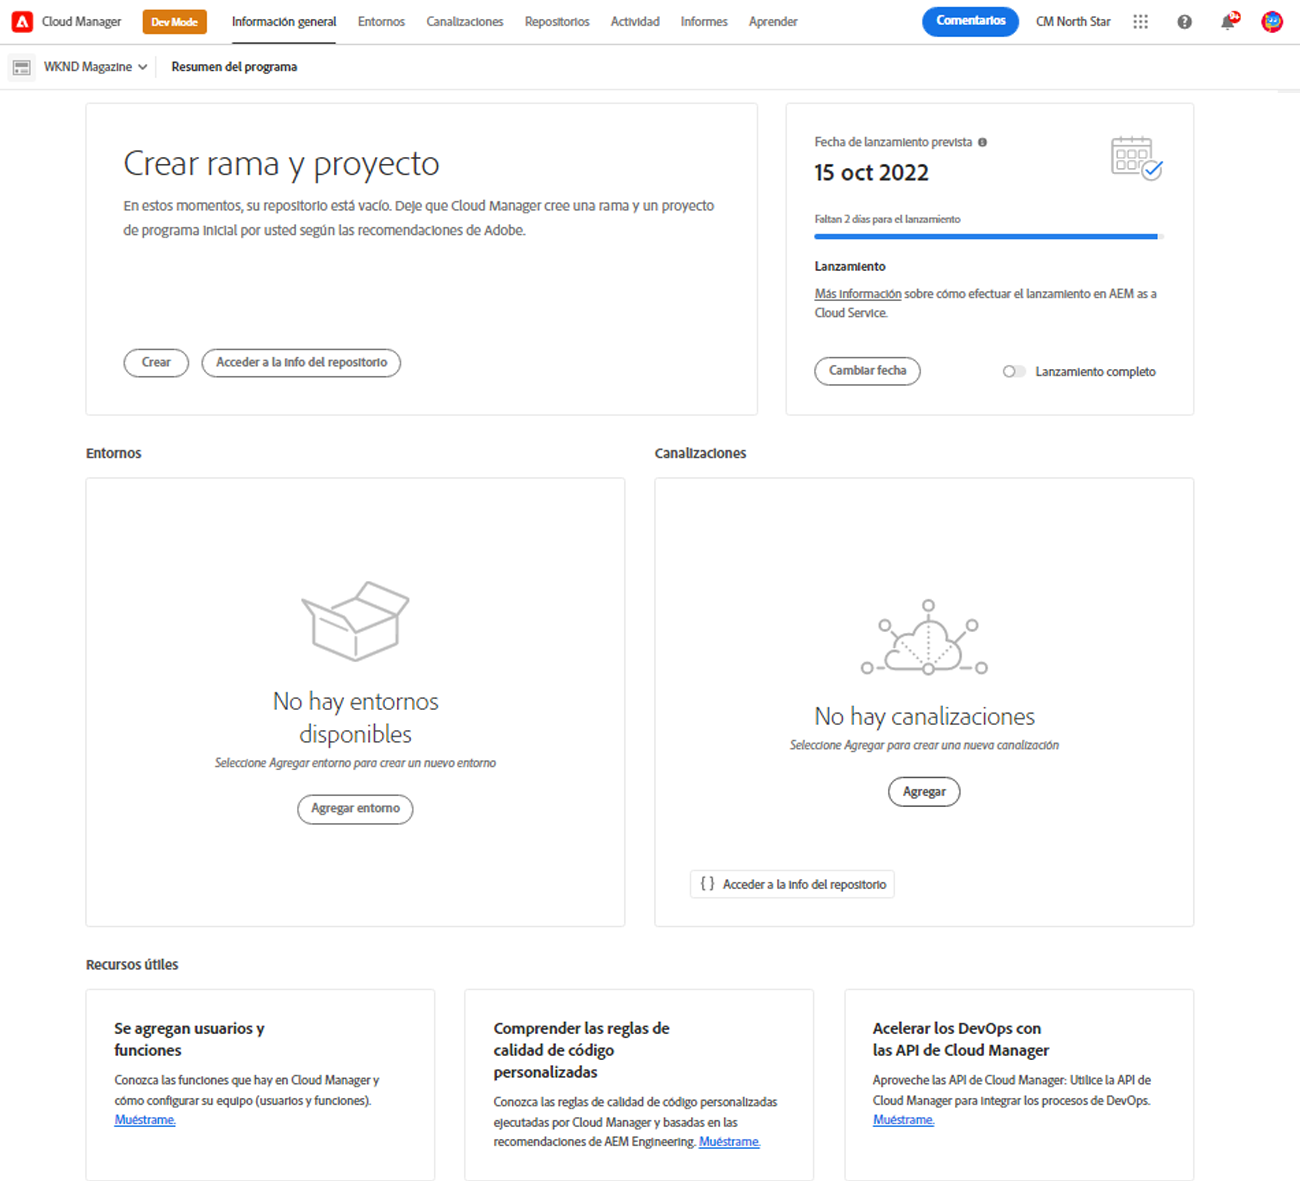 Cloud Manager
Dev Mode
Información general
Entornos
Canalizaciones
Repositorios
Actividad
Informes
Aprender
Comentarios
CM North Star
9+
WKND Magazine
Resumen del programa
Crear rama y proyecto
En estos momentos, su repositorio está vacío. Deje que Cloud Manager cree una rama y un proyecto
de programa inicial por usted según las recomendaciones de Adobe.
Crear
Acceder a la info del repositorio
Fecha de lanzamiento prevista
15 oct 2022
Faltan 2 días para el lanzamiento
Lanzamiento
Más información sobre cómo efectuar el lanzamiento en AEM as a
Cloud Service.
Cambiar fecha
Lanzamiento completo
Entornos
No hay entornos
disponibles
Seleccione Agregar entorno para crear un nuevo entorno
Agregar entorno
Canalizaciones
No hay canalizaciones
Seleccione Agregar para crear una nueva canalización
Agregar
{ } Acceder a la info del repositorio
Recursos útiles
Se agregan usuarios y
funciones
Conozca las funciones que hay en Cloud Manager y
cómo configurar su equipo (usuarios y funciones).
Muéstrame.
Comprender las reglas de
calidad de código
personalizadas
Conozca las reglas de calidad de código personalizadas
ejecutadas por Cloud Manager y basadas en las
recomendaciones de AEM Engineering. Muéstrame.
Acelerar los DevOps con
las API de Cloud Manager
Aproveche las API de Cloud Manager: Utilice la API de
Cloud Manager para integrar los procesos de DevOps.
Muéstrame.